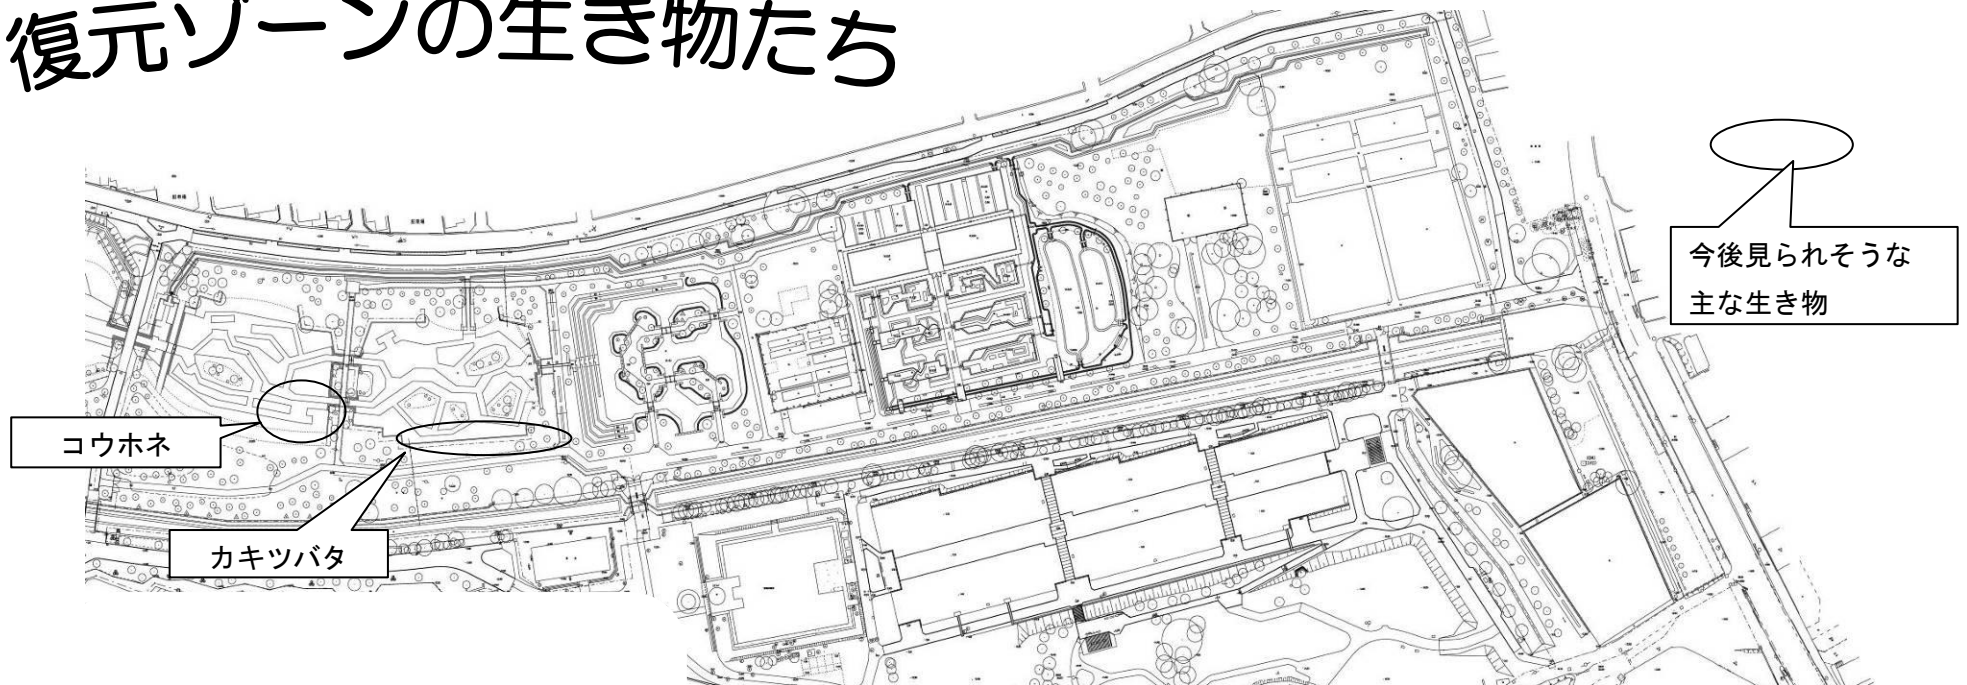 復元ゾーンの生き物たち
今後見られそうな
主な生き物
コウホネ
カキツバタ